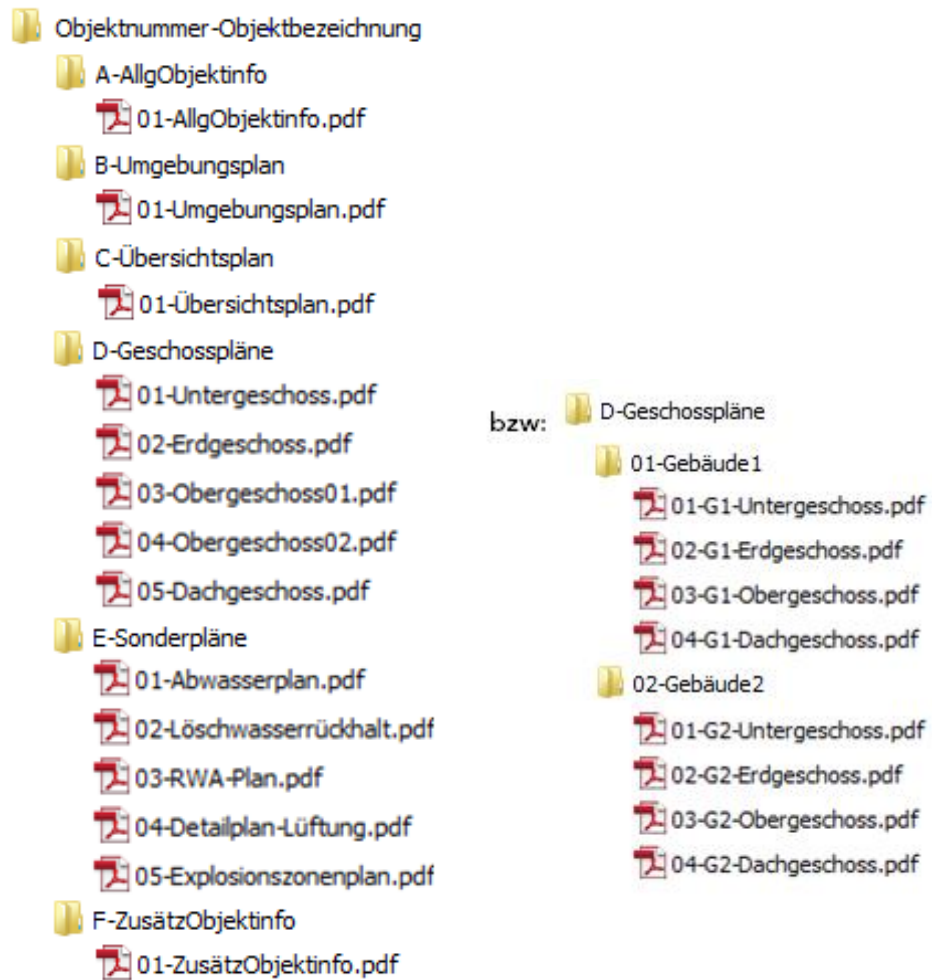 Objektnummer-Objektbezeichnung
A-AllgObjektinfo
01-AllgObjektinfo.pdf
B-Umgebungsplan
01-Umgebungsplan.pdf
C-Übersichtsplan
01-Übersichtsplan.pdf
D-Geschosspläne
01-Untergeschoss.pdf
02-Erdgeschoss.pdf
03-Obergeschoss01.pdf
04-Obergeschoss02.pdf
05-Dachgeschoss.pdf
E-Sonderpläne
01-Abwasserplan.pdf
02-Löschwasserrückhalt.pdf
03-RWA-Plan.pdf
04-Detailplan-Lüftung.pdf
05-Explosionszonenplan.pdf
F-ZusätzObjektinfo
01-ZusätzObjektinfo.pdf
bzw: D-Geschosspläne
01-Gebäude1
01-G1-Untergeschoss.pdf
02-G1-Erdgeschoss.pdf
03-G1-Obergeschoss.pdf
04-G1-Dachgeschoss.pdf
02-Gebäude2
01-G2-Untergeschoss.pdf
02-G2-Erdgeschoss.pdf
03-G2-Obergeschoss.pdf
04-G2-Dachgeschoss.pdf